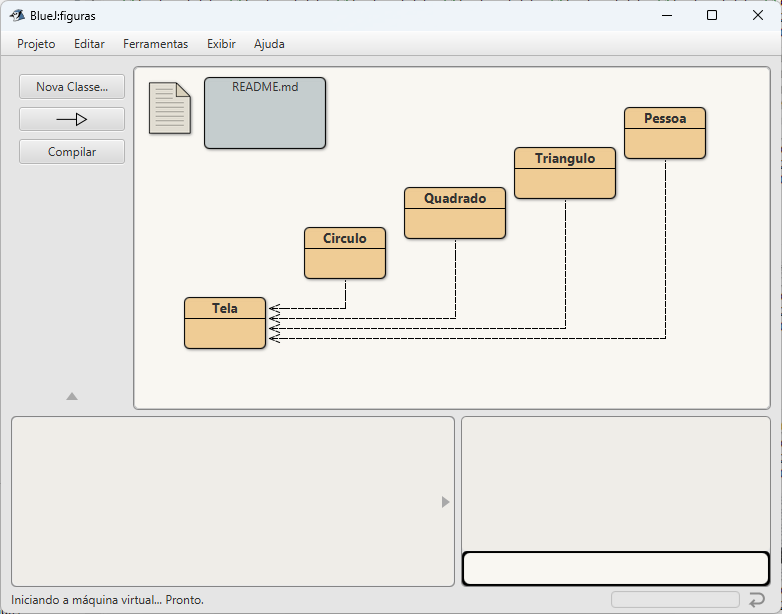 BlueJ:figuras
Projeto Editar Ferramentas Exibir Ajuda
Nova Classe...
Compilar
README.md
Pessoa
Triangulo
Quadrado
Circulo
Tela
Iniciando a máquina virtual... Pronto.